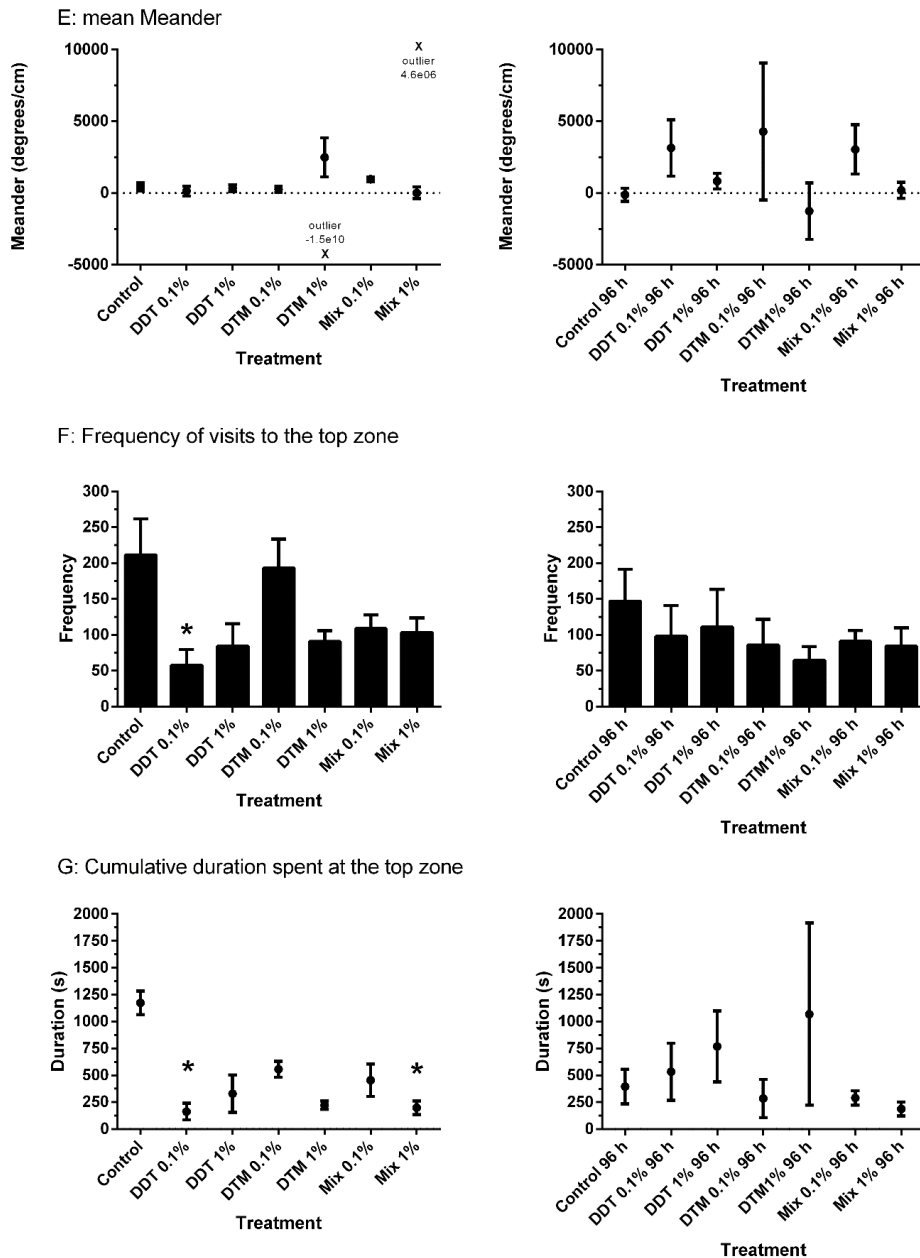 E: mean Meander
Meander (degrees/cm)
10000
5000
0
-5000
X
outlier
4.6e06
outlier
-1.5e10
X
Control
DDT 0.1%
DDT 1%
DTM 0.1%
DTM 1%
Mix 0.1%
Mix 1%
Treatment
Meander (degrees/cm)
10000
5000
0
-5000
Control 96 h
DDT 0.1% 96 h
DDT 1% 96 h
DTM 0.1% 96 h
DTM1% 96 h
Mix 0.1% 96 h
Mix 1% 96 h
Treatment
F: Frequency of visits to the top zone
Frequency
300
250
200
150
100
50
0
*
Control
DDT 0.1%
DDT 1%
DTM 0.1%
DTM 1%
Mix 0.1%
Mix 1%
Treatment
Frequency
300
250
200
150
100
50
0
Control 96 h
DDT 0.1% 96 h
DDT 1% 96 h
DTM 0.1% 96 h
DTM1% 96 h
Mix 0.1% 96 h
Mix 1% 96 h
Treatment
G: Cumulative duration spent at the top zone
Duration (s)
2000
1750
1500
1250
1000
750
500
250
0
*
*
Control
DDT 0.1%
DDT 1%
DTM 0.1%
DTM 1%
Mix 0.1%
Mix 1%
Treatment
Duration (s)
2000
1750
1500
1250
1000
750
500
250
0
Control 96 h
DDT 0.1% 96 h
DDT 1% 96 h
DTM 0.1% 96 h
DTM1% 96 h
Mix 0.1% 96 h
Mix 1% 96 h
Treatment